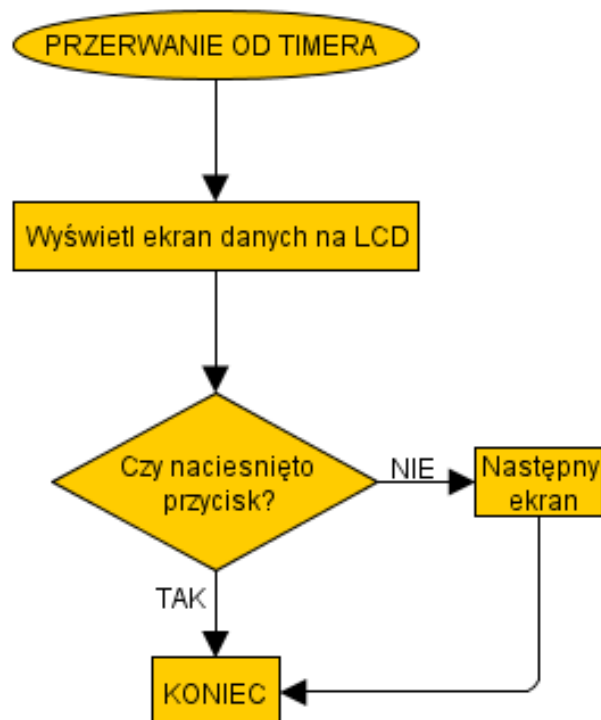 PRZERWANIE OD TIMERA
Wyświetl ekran danych na LCD
Czy naciesnięto
przycisk?
NIE
Następny
ekran
TAK
KONIEC